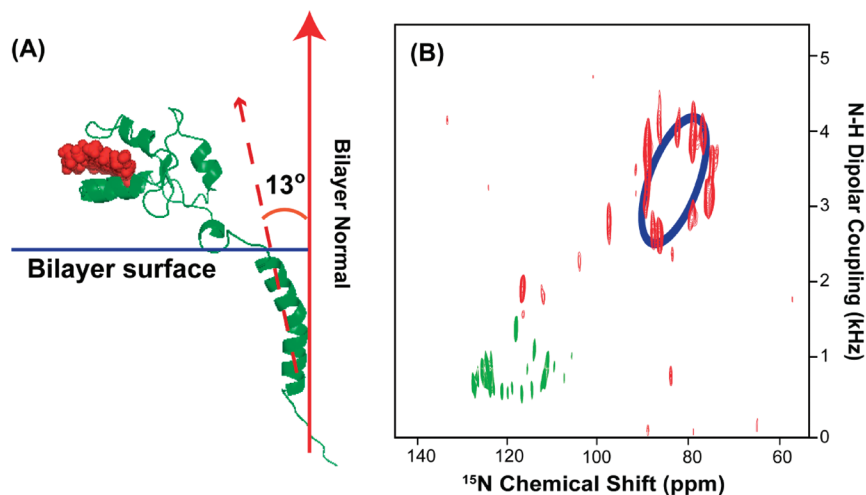 (A)
13°
Bilayer Normal
Bilayer surface
(B)
5
4
3
2
1
0
N-H Dipolar Coupling (kHz)
140
120
100
80
60
¹⁵N Chemical Shift (ppm)